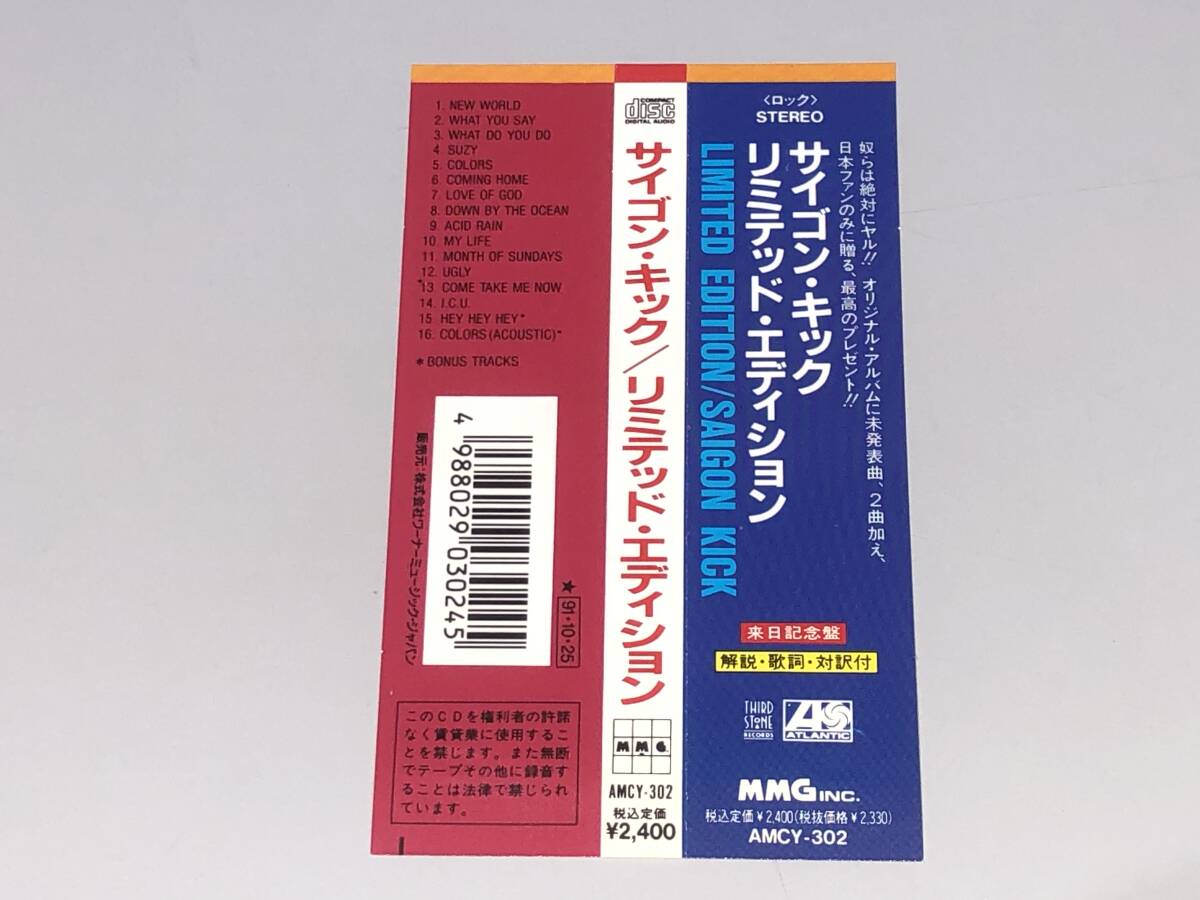 1. NEW WORLD
2. WHAT YOU SAY
3. WHAT DO YOU DO
4. SUZY
5. COLORS
6. COMING HOME
7. LOVE OF GOD
8. DOWN BY THE OCEAN
9. ACID RAIN
10. MY LIFE
11. MONTH OF SUNDAYS
12. UGLY
13. COME TAKE ME NOW
14. I.C.U.
15 HEY HEY HEY*
16. COLORS (ACOUSTIC)*
*BONUS TRACKS
4 988029 030245
販売元:株式会社ワーナーミュージック・ジャパン
★91・10・25
このCDを権利者の許諾
なく賃貸業に使用するこ
とを禁じます。また無断
でテープその他に録音す
ることは法律で禁じられ
ています。
COMPACT
disc
DIGITAL AUDIO
サイゴン・キック/リミテッド・エディション
M.M.G.
AMCY-302
税込定価
¥2,400
〈ロック〉
STEREO
奴らは絶対にヤル!! オリジナル・アルバムに未発表曲、2曲加え、
日本ファンのみに贈る、最高のプレゼント!!
サイゴン・キック
リミテッド・エディション
LIMITED EDITION/SAIGON KICK
来日記念盤
解説・歌詞・対訳付
THIRD
STONE
RECORDS
ATLANTIC
MMG INC.
税込定価¥2,400(税抜価格¥2,330)
AMCY-302